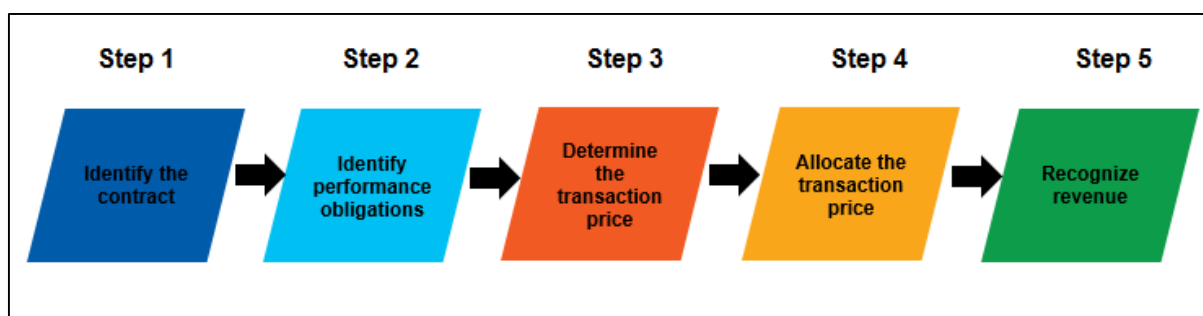 Step 1
Step 2
Step 3
Step 4
Step 5
Identify the
contract
Identify
performance
obligations
Determine
the
transaction
price
Allocate the
transaction
price
Recognize
revenue